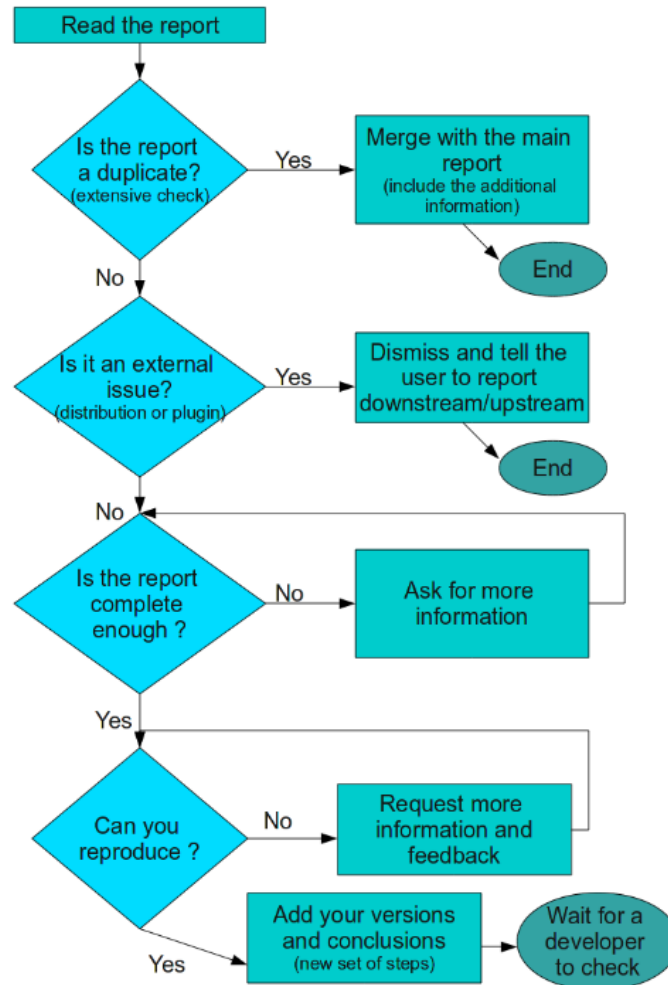 Read the report
Is the report
a duplicate?
(extensive check)
Yes
Merge with the main
report
(include the additional
information)
End
No
Is it an external
issue?
(distribution or plugin)
Yes
Dismiss and tell the
user to report
downstream/upstream
End
No
Is the report
complete
enough ?
No
Ask for more
information
Yes
Can you
reproduce ?
No
Request more
information and
feedback
Yes
Add your versions
and conclusions
(new set of steps)
Wait for a
developer
to check